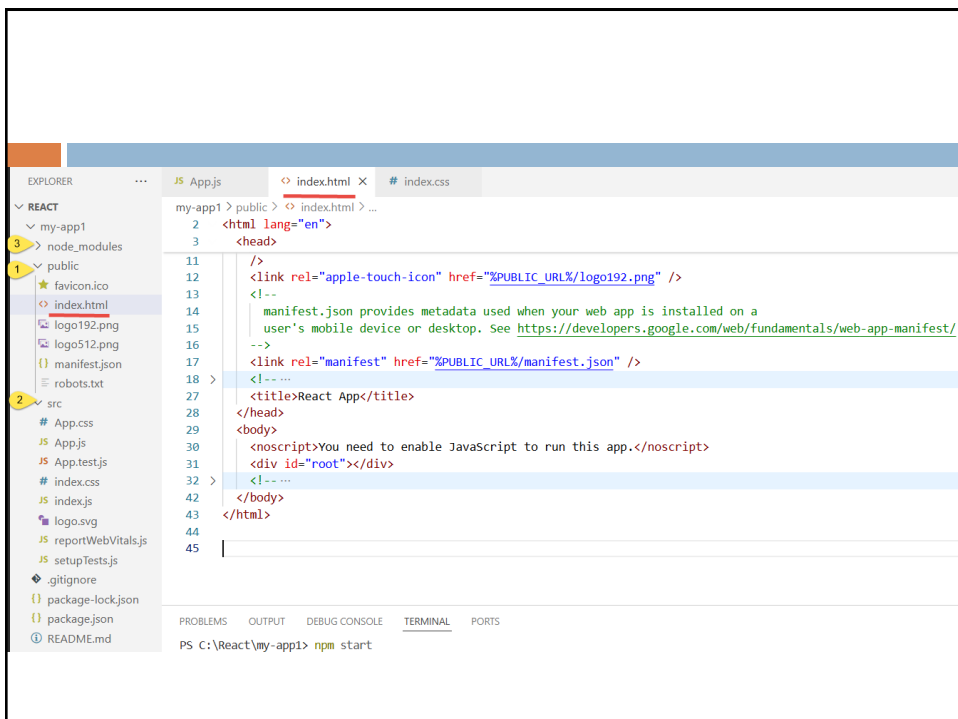 EXPLORER ...
REACT
my-app1
3 node_modules
1 public
favicon.ico
index.html
logo192.png
logo512.png
manifest.json
robots.txt
2 src
App.css
App.js
App.test.js
index.css
index.js
logo.svg
reportWebVitals.js
setupTests.js
.gitignore
package-lock.json
package.json
README.md
JS App.js <> index.html X # index.css
my-app1 > public > <> index.html > ...
2 <html lang="en">
3 <head>
11 />
12 <link rel="apple-touch-icon" href="%PUBLIC_URL%/logo192.png" />
13 <!--
14 manifest.json provides metadata used when your web app is installed on a
15 user's mobile device or desktop. See https://developers.google.com/web/fundamentals/web-app-manifest/
16 -->
17 <link rel="manifest" href="%PUBLIC_URL%/manifest.json" />
18 > <!-- ...
27 <title>React App</title>
28 </head>
29 <body>
30 <noscript>You need to enable JavaScript to run this app.</noscript>
31 <div id="root"></div>
32 > <!-- ...
42 </body>
43 </html>
44
45
PROBLEMS OUTPUT DEBUG CONSOLE TERMINAL PORTS
PS C:\React\my-app1> npm start